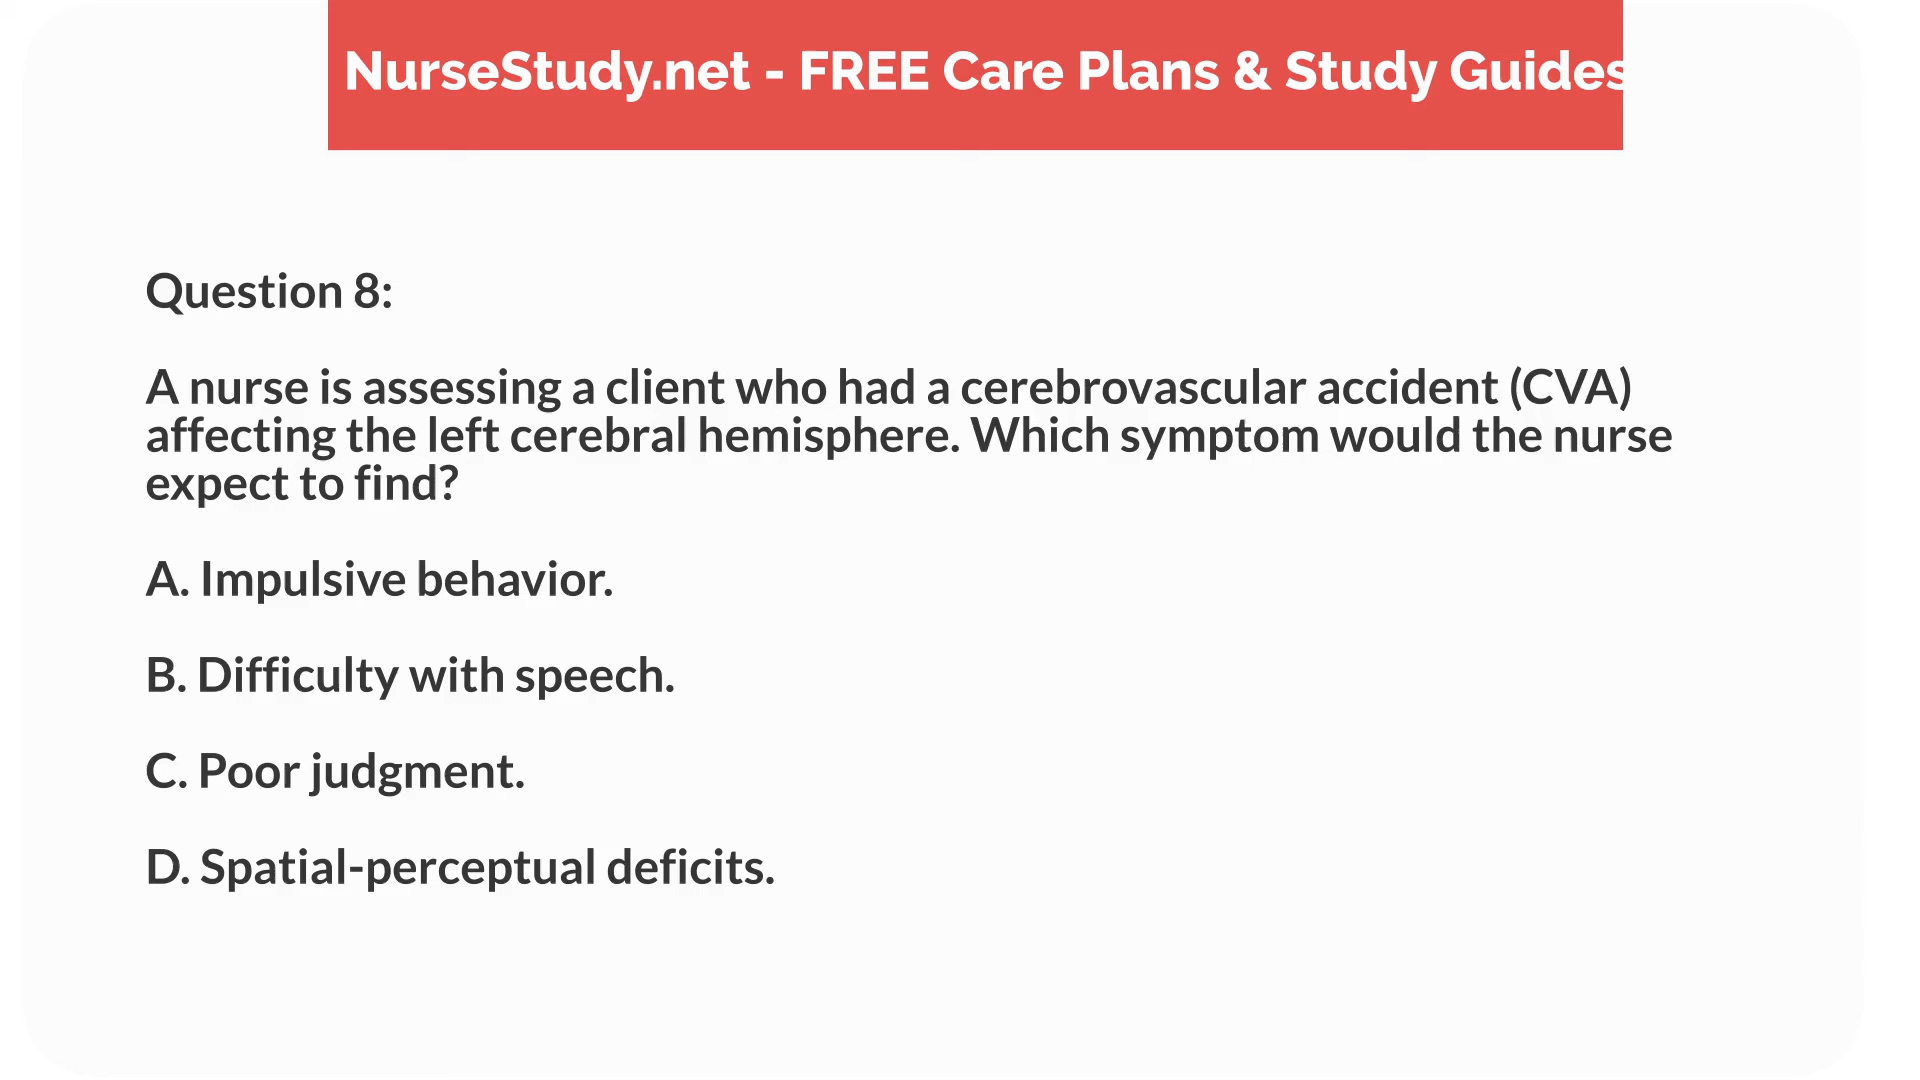 NurseStudy.net - FREE Care Plans & Study Guides
Question 8:
A nurse is assessing a client who had a cerebrovascular accident (CVA)
affecting the left cerebral hemisphere. Which symptom would the nurse
expect to find?
A. Impulsive behavior.
B. Difficulty with speech.
C. Poor judgment.
D. Spatial-perceptual deficits.